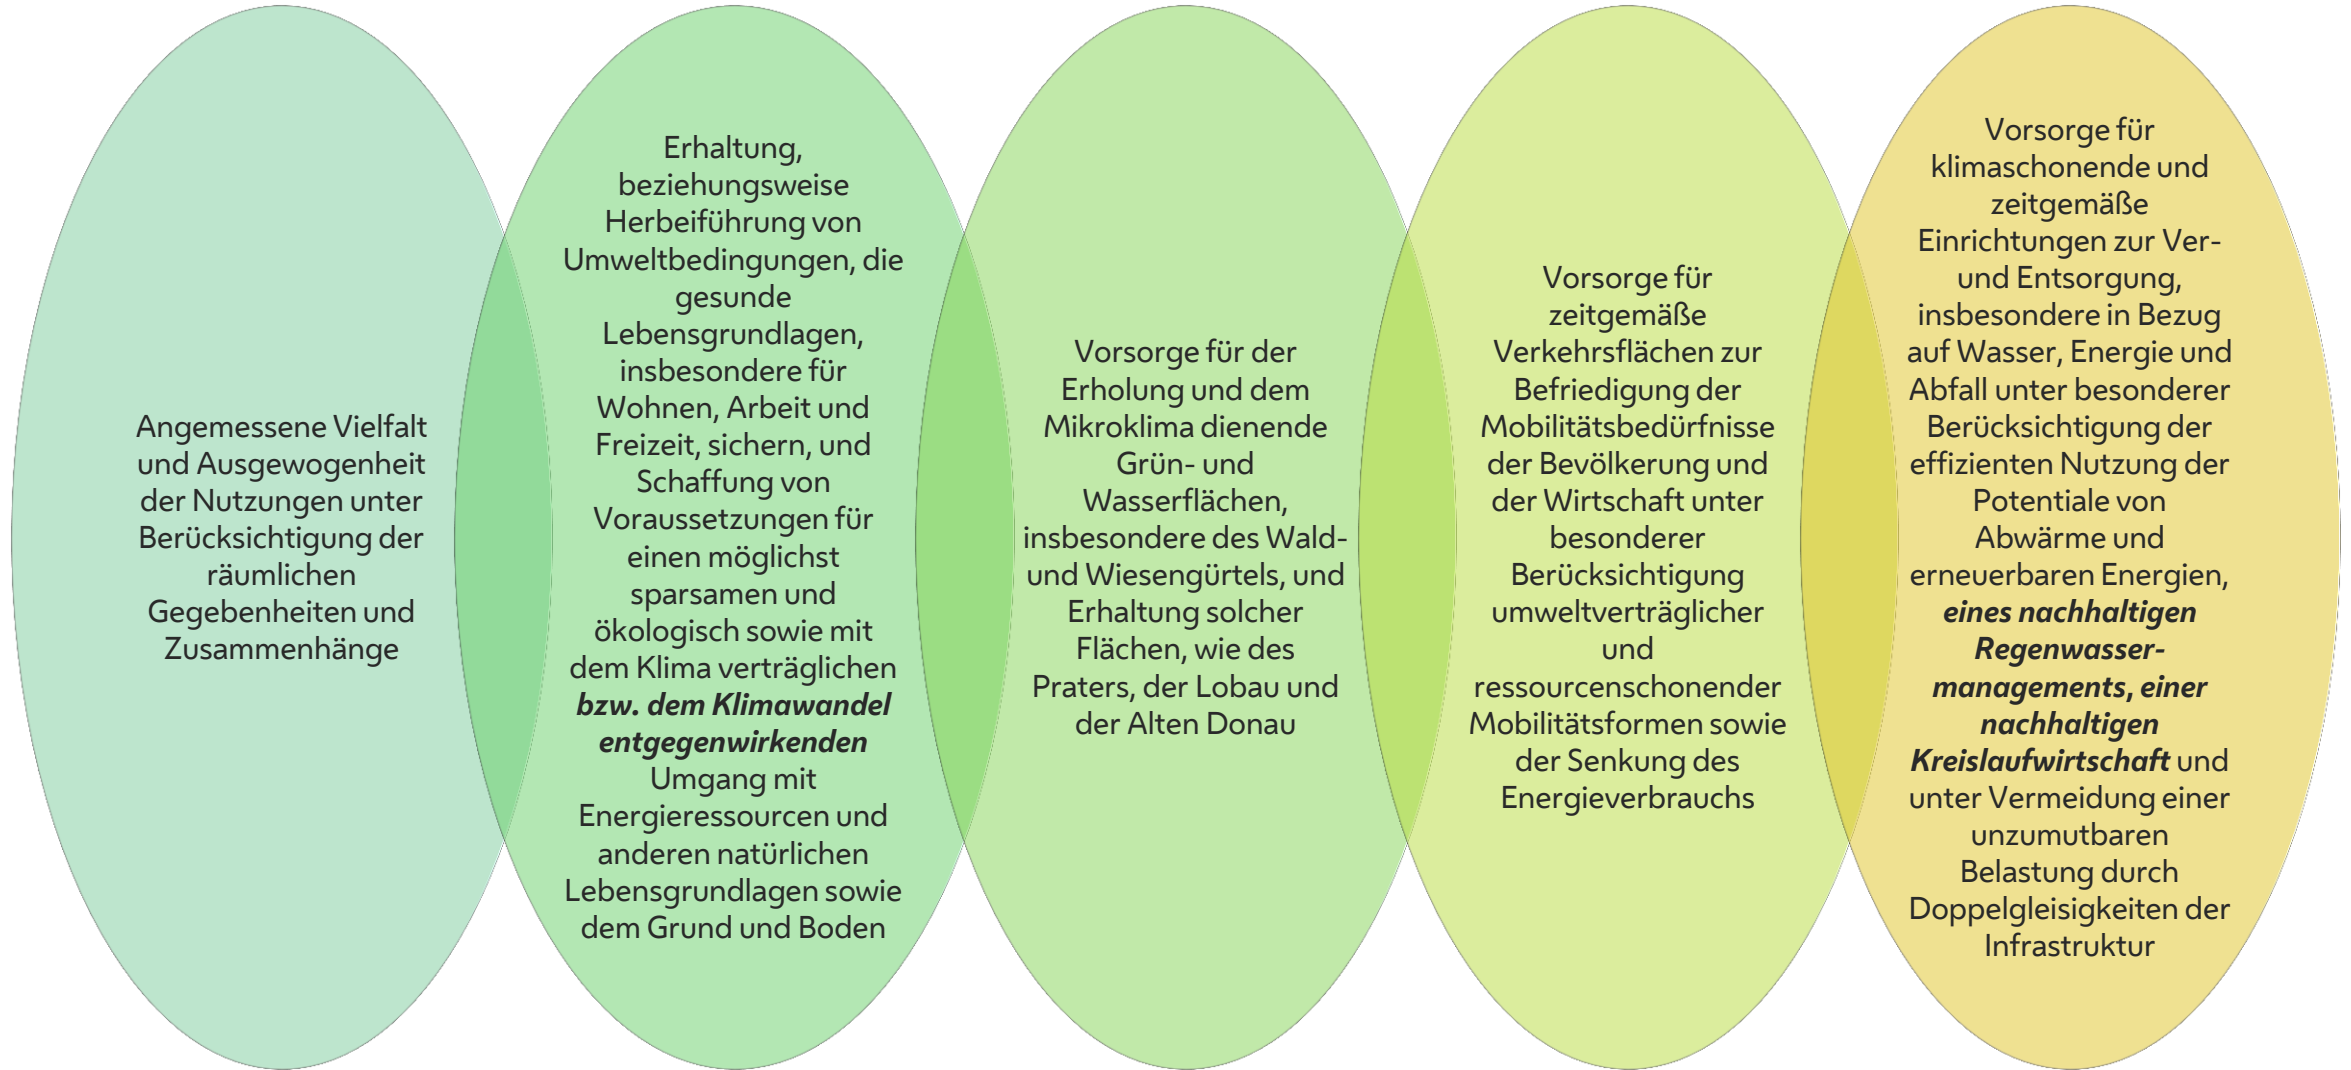 Angemessene Vielfalt
und Ausgewogenheit
der Nutzungen unter
Berücksichtigung der
räumlichen
Gegebenheiten und
Zusammenhänge
Erhaltung,
beziehungsweise
Herbeiführung von
Umweltbedingungen, die
gesunde
Lebensgrundlagen,
insbesondere für
Wohnen, Arbeit und
Freizeit, sichern, und
Schaffung von
Voraussetzungen für
einen möglichst
sparsamen und
ökologisch sowie mit
dem Klima verträglichen
bzw. dem Klimawandel
entgegenwirkenden
Umgang mit
Energieressourcen und
anderen natürlichen
Lebensgrundlagen sowie
dem Grund und Boden
Vorsorge für der
Erholung und dem
Mikroklima dienende
Grün- und
Wasserflächen,
insbesondere des Wald-
und Wiesengürtels, und
Erhaltung solcher
Flächen, wie des
Praters, der Lobau und
der Alten Donau
Vorsorge für
zeitgemäße
Verkehrsflächen zur
Befriedigung der
Mobilitätsbedürfnisse
der Bevölkerung und
der Wirtschaft unter
besonderer
Berücksichtigung
umweltverträglicher
und
ressourcenschonender
Mobilitätsformen sowie
der Senkung des
Energieverbrauchs
Vorsorge für
klimaschonende und
zeitgemäße
Einrichtungen zur Ver-
und Entsorgung,
insbesondere in Bezug
auf Wasser, Energie und
Abfall unter besonderer
Berücksichtigung der
effizienten Nutzung der
Potentiale von
Abwärme und
erneuerbaren Energien,
eines nachhaltigen
Regenwasser-
managements, einer
nachhaltigen
Kreislaufwirtschaft und
unter Vermeidung einer
unzumutbaren
Belastung durch
Doppelgleisigkeiten der
Infrastruktur